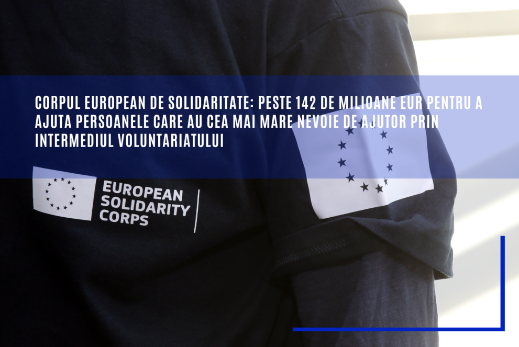 CORPUL EUROPEAN DE SOLIDARITATE: PESTE 142 DE MILIOANE EUR PENTRU A
AJUTA PERSOANELE CARE AU CEA MAI MARE NEVOIE DE AJUTOR PRIN
INTERMEDIUL VOLUNTARIATULUI
EUROPEAN
SOLIDARITY
CORPS